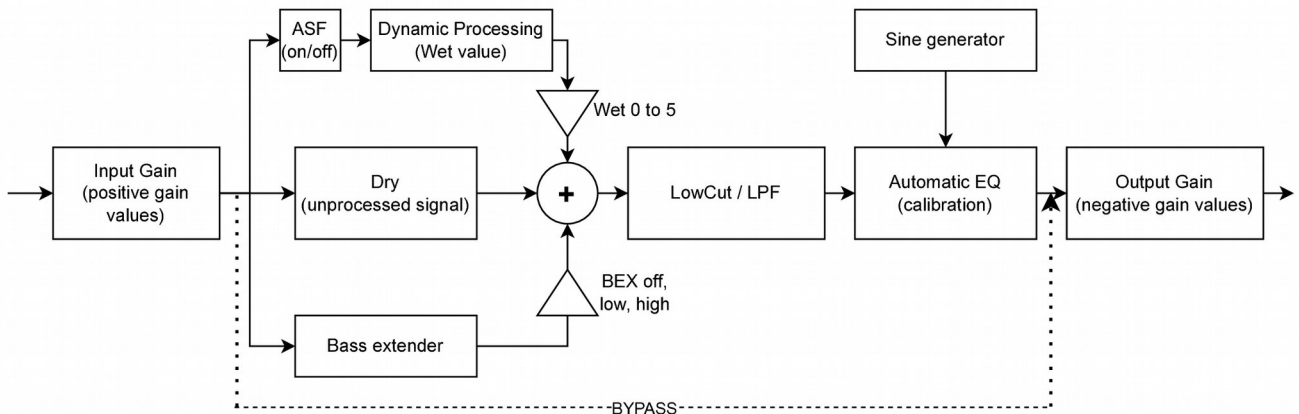 ASF
(on/off)
Dynamic Processing
(Wet value)
Sine generator
Wet 0 to 5
Input Gain
(positive gain
values)
Dry
(unprocessed signal)
+
LowCut / LPF
Automatic EQ
(calibration)
Output Gain
(negative gain values)
BEX off,
low, high
Bass extender
BYPASS